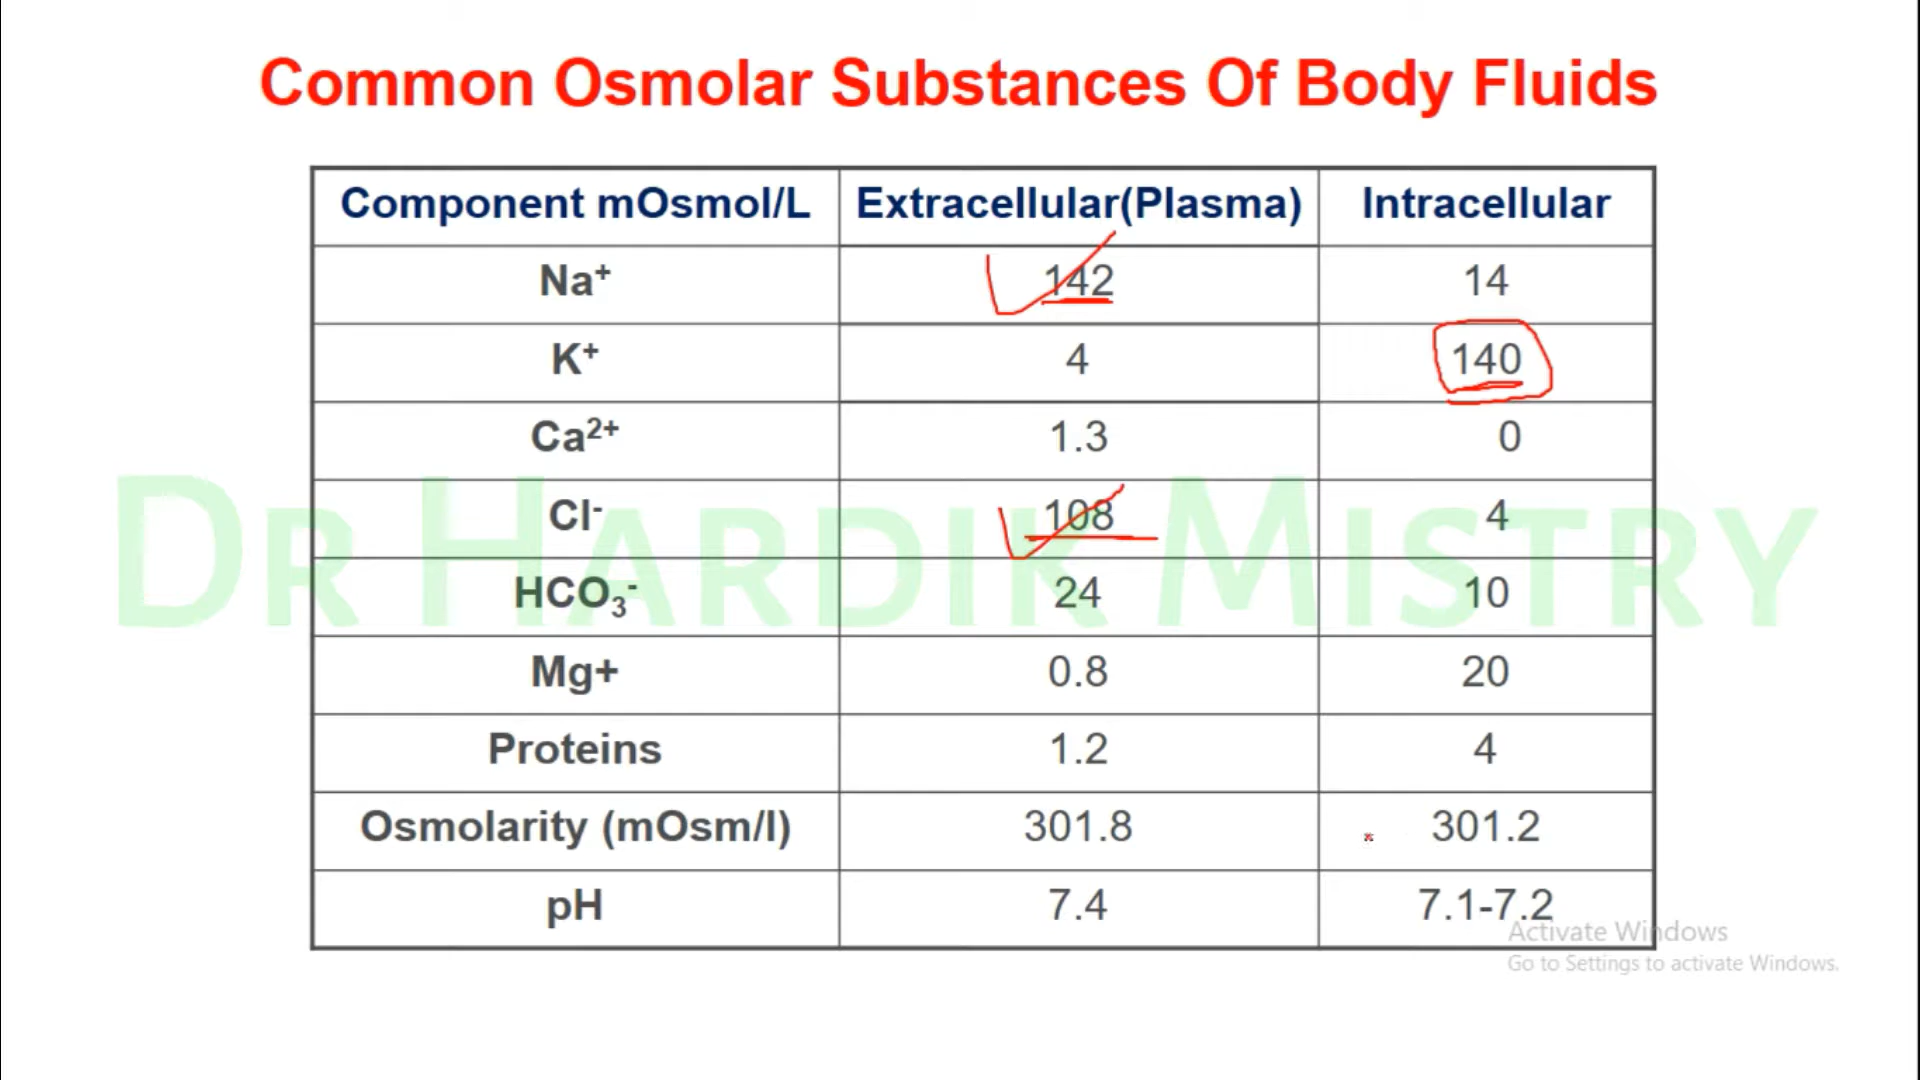 Common Osmolar Substances Of Body Fluids
Component mOsmol/L Extracellular(Plasma) Intracellular
Na⁺ 142 14
K⁺ 4 140
Ca²⁺ 1.3 0
Cl⁻ 108 4
DR HARDIK MISTRY
HCO₃⁻ 24 10
Mg+ 0.8 20
Proteins 1.2 4
Osmolarity (mOsm/l) 301.8 301.2
pH 7.4 7.1-7.2
Activate Windows
Go to Settings to activate Windows.